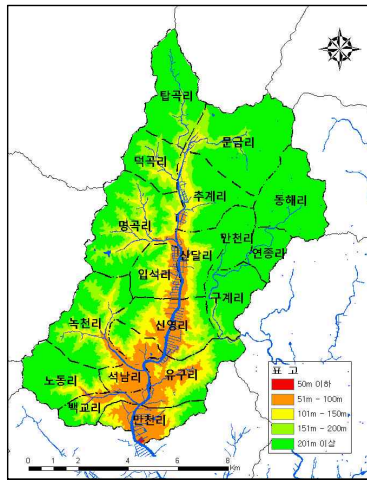 탑곡리
문금리
덕곡리
추계리
동해리
명곡리
산달리
만천리
연종리
입석리
구계리
신영리
녹천리
석남리
유구리
노동리
백교리
만천리
표 고
50m 이하
51m - 100m
101m - 150m
151m - 200m
201m 이상
0 2 4 6 8
Km